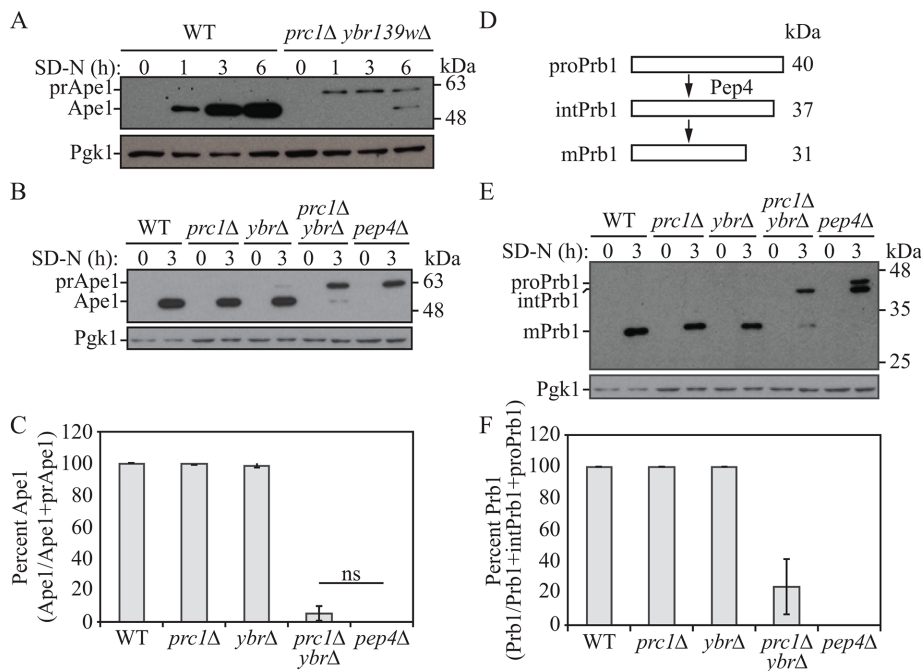 A
WT
prc1Δ ybr139wΔ
SD-N (h): 0 1 3 6 0 1 3 6 kDa
prApe1
63
Ape1
48
Pgk1
B
WT prc1Δ ybrΔ prc1Δ ybrΔ pep4Δ
SD-N (h): 0 3 0 3 0 3 0 3 0 3 kDa
prApe1
63
Ape1
48
Pgk1
C
Percent Ape1
(Ape1/Ape1+prApe1)
120
100
80
60
40
20
0
ns
WT prc1Δ ybrΔ prc1Δ ybrΔ pep4Δ
D
kDa
proPrb1 40
Pep4
intPrb1 37
mPrb1 31
E
WT prc1Δ ybrΔ prc1Δ ybrΔ pep4Δ
SD-N (h): 0 3 0 3 0 3 0 3 0 3 kDa
proPrb1
48
intPrb1
35
mPrb1
25
Pgk1
F
Percent Prb1
(Prb1/Prb1+intPrb1+proPrb1)
120
100
80
60
40
20
0
WT prc1Δ ybrΔ prc1Δ ybrΔ pep4Δ